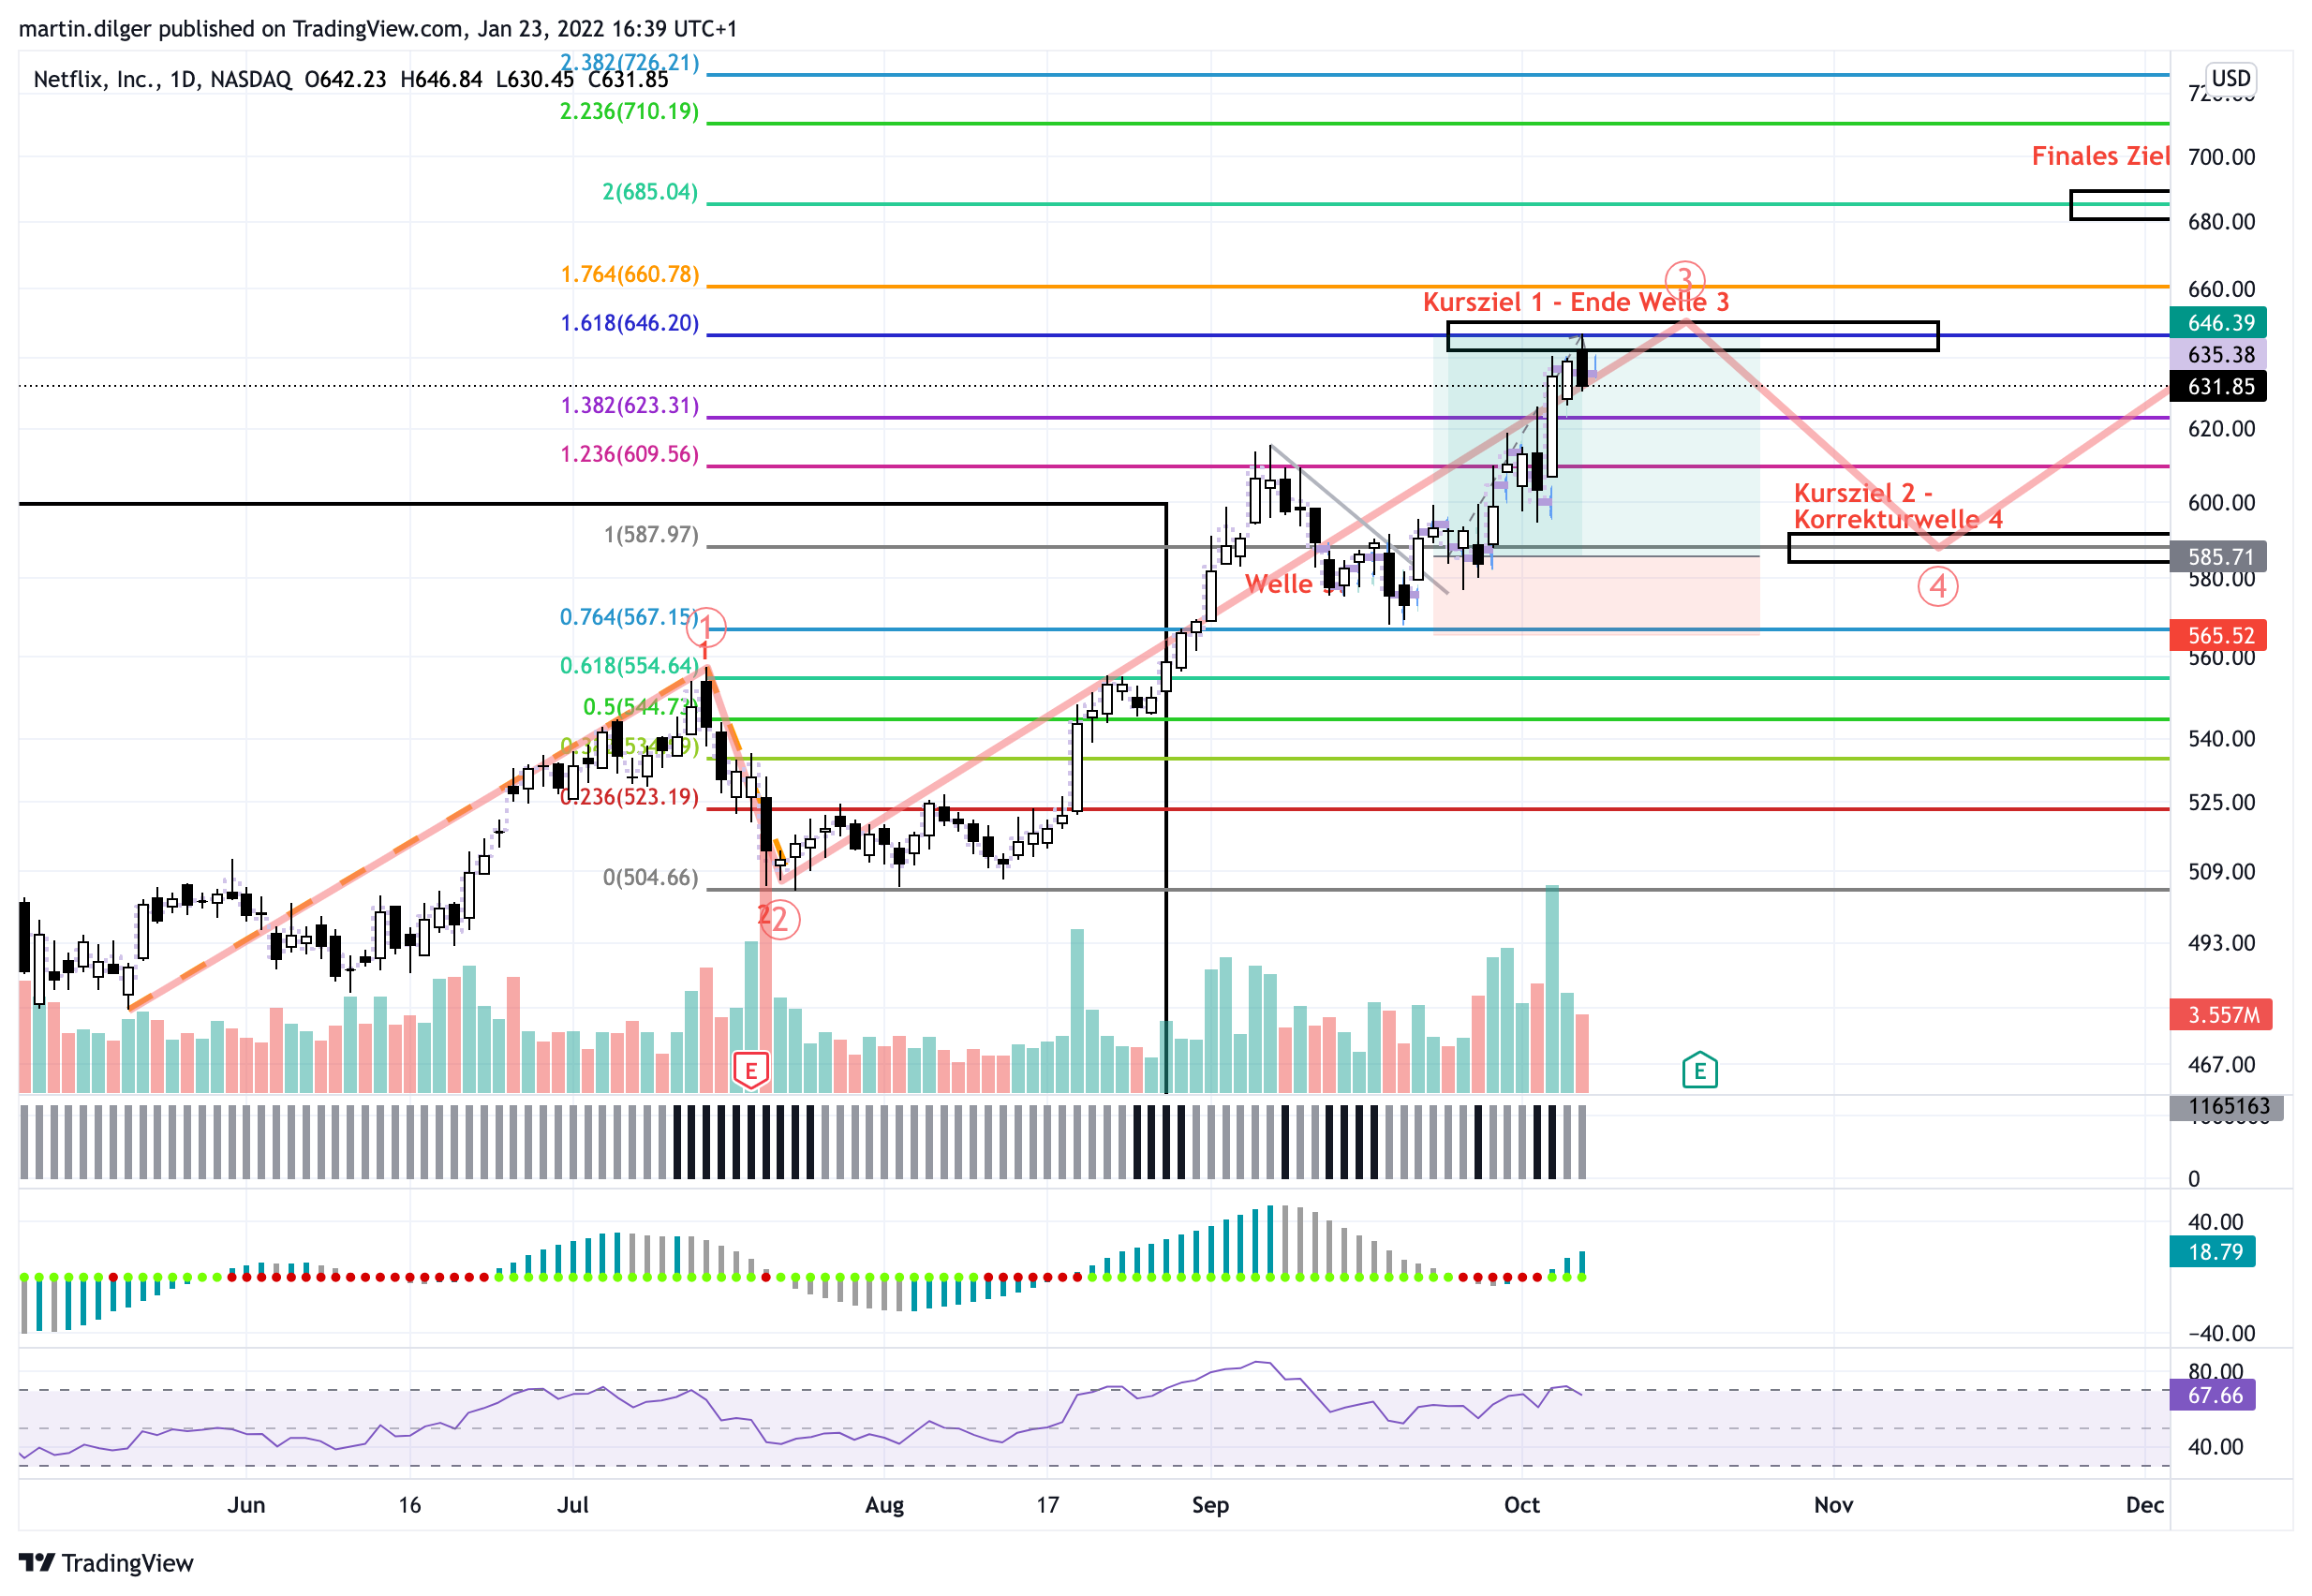 martin.dilger published on TradingView.com, Jan 23, 2022 16:39 UTC+1
2.382(726.21)
Netflix, Inc., 1D, NASDAQ O642.23 H646.84 L630.45 C631.85
USD
2.236(710.19)
Finales Ziel
700.00
2(685.04)
680.00
1.764(660.78)
3
660.00
Kursziel 1 - Ende Welle 3
1.618(646.20)
646.39
635.38
631.85
1.382(623.31)
620.00
1.236(609.56)
Kursziel 2 -
Korrekturwelle 4
600.00
1(587.97)
585.71
580.00
Welle
4
0.764(567.15)
1
565.52
1
560.00
0.618(554.64)
0.5(544.73)
540.00
0.236(523.19)
525.00
0(504.66)
509.00
2
2
493.00
3.557M
E
E
467.00
1165163
0
40.00
18.79
−40.00
80.00
67.66
40.00
Jun
16
Jul
Aug
17
Sep
Oct
Nov
Dec
TradingView